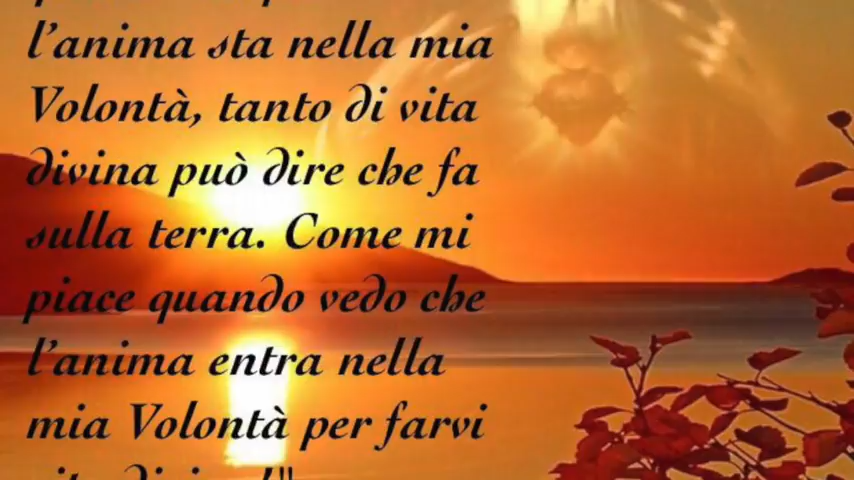 l'anima sta nella mia
Volontà, tanto di vita
divina può dire che fa
sulla terra. Come mi
piace quando vedo che
l'anima entra nella
mia Volontà per farvi